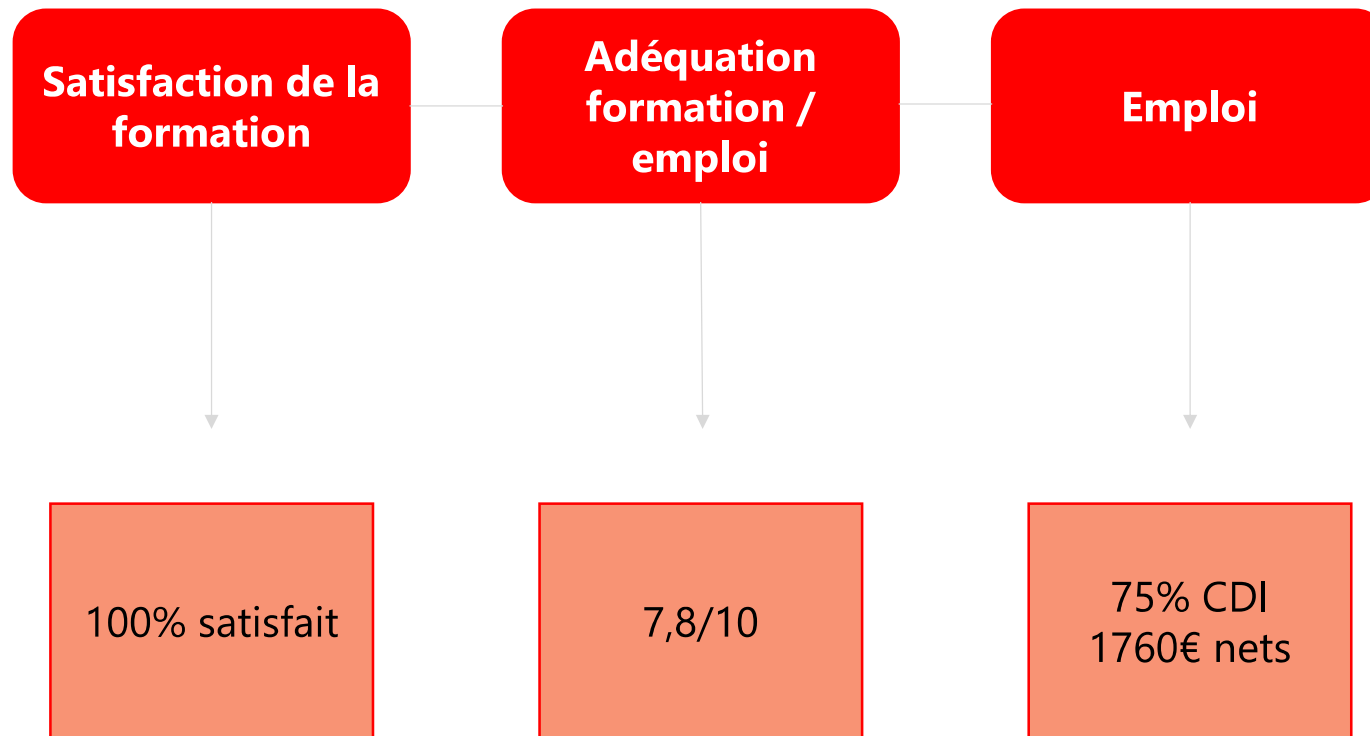 Satisfaction de la
formation
Adéquation
formation /
emploi
Emploi
100% satisfait
7,8/10
75% CDI
1760€ nets